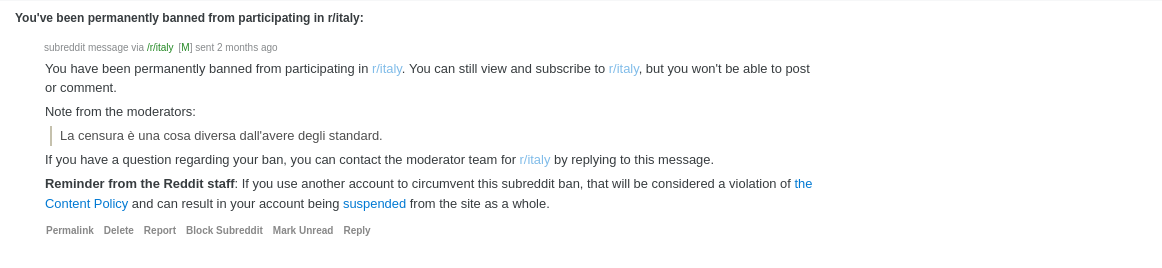 You've been permanently banned from participating in r/italy:
subreddit message via /r/italy [M] sent 2 months ago
You have been permanently banned from participating in r/italy. You can still view and subscribe to r/italy, but you won't be able to post
or comment.
Note from the moderators:
La censura è una cosa diversa dall'avere degli standard.
If you have a question regarding your ban, you can contact the moderator team for r/italy by replying to this message.
Reminder from the Reddit staff: If you use another account to circumvent this subreddit ban, that will be considered a violation of the
Content Policy and can result in your account being suspended from the site as a whole.
Permalink Delete Report Block Subreddit Mark Unread Reply